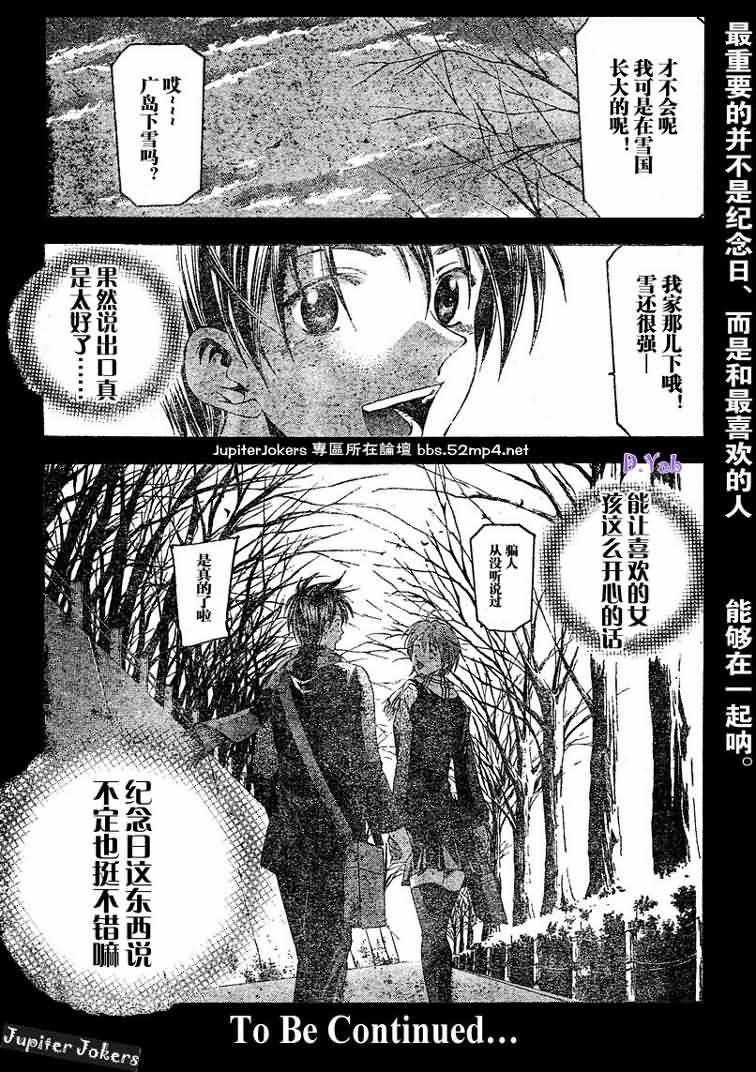 才不会呢
我可是在雪国
长大的呢！
哎~~~
广岛下雪吗？
我家那儿下哦！
雪还很强—
果然说出口真
是太好了……
JupiterJokers 專區所在論壇 bbs.52mp4.net
D.Yab
能让喜欢的女
孩这么开心的话
骗人
从没听说过
是真的了啦
纪念日这东西说
不定也挺不错嘛
最重要的并不是纪念日、而是和最喜欢的人 能够在一起呐。
To Be Continued...
Jupiter Jokers